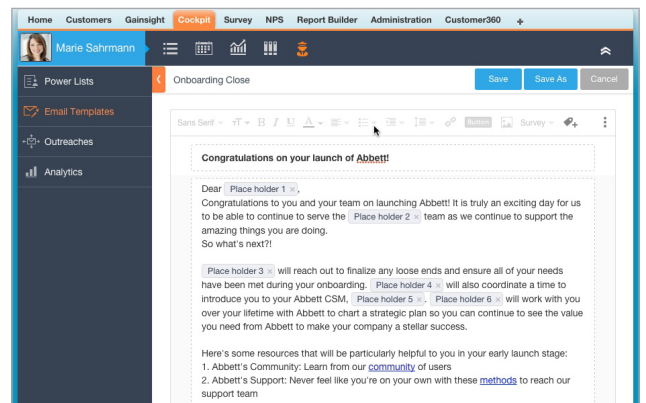 Home Customers Gainsight Cockpit Survey NPS Report Builder Administration Customer360 +
Marie Sahrmann
Power Lists
Email Templates
Outreaches
Analytics
Onboarding Close
Save Save As Cancel
Sans Serif Button Survey
Congratulations on your launch of Abbett!
Dear Place holder 1 ×,
Congratulations to you and your team on launching Abbett! It is truly an exciting day for us
to be able to continue to serve the Place holder 2 × team as we continue to support the
amazing things you are doing.
So what's next?!
Place holder 3 × will reach out to finalize any loose ends and ensure all of your needs
have been met during your onboarding. Place holder 4 × will also coordinate a time to
introduce you to your Abbett CSM, Place holder 5 ×. Place holder 6 × will work with you
over your lifetime with Abbett to chart a strategic plan so you can continue to see the value
you need from Abbett to make your company a stellar success.
Here's some resources that will be particularly helpful to you in your early launch stage:
1. Abbett's Community: Learn from our community of users
2. Abbett's Support: Never feel like you're on your own with these methods to reach our
support team